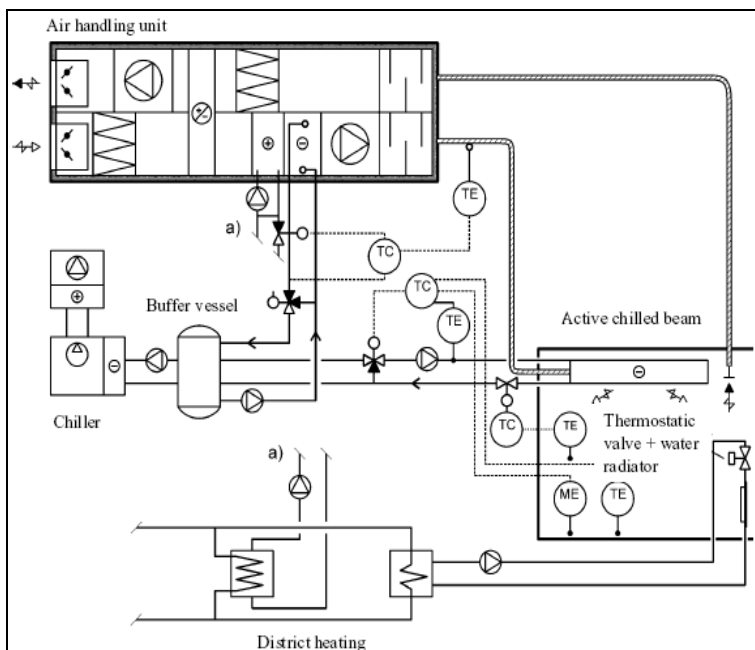 Air handling unit
TE
a)
TC
Buffer vessel
TC
TE
Active chilled beam
Chiller
TC
TE
Thermostatic
valve + water
radiator
a)
ME
TE
District heating